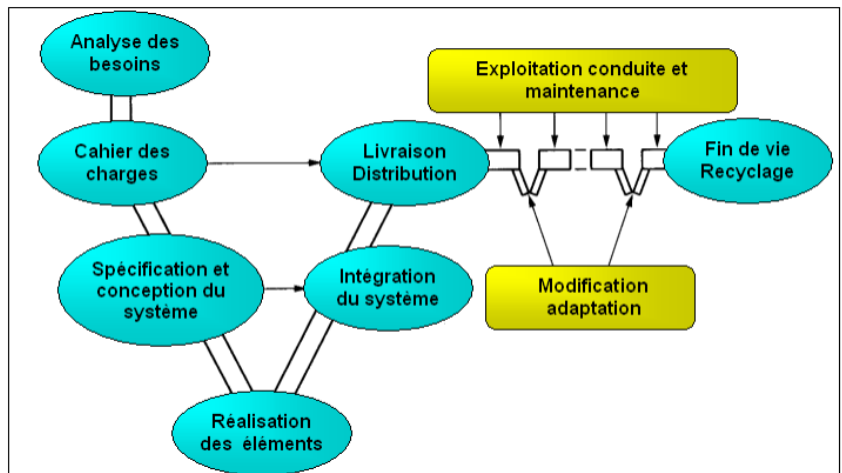 Analyse des
besoins
Exploitation conduite et
maintenance
Cahier des
charges
Livraison
Distribution
Fin de vie
Recyclage
Spécification et
conception du
système
Intégration
du système
Modification
adaptation
Réalisation
des éléments